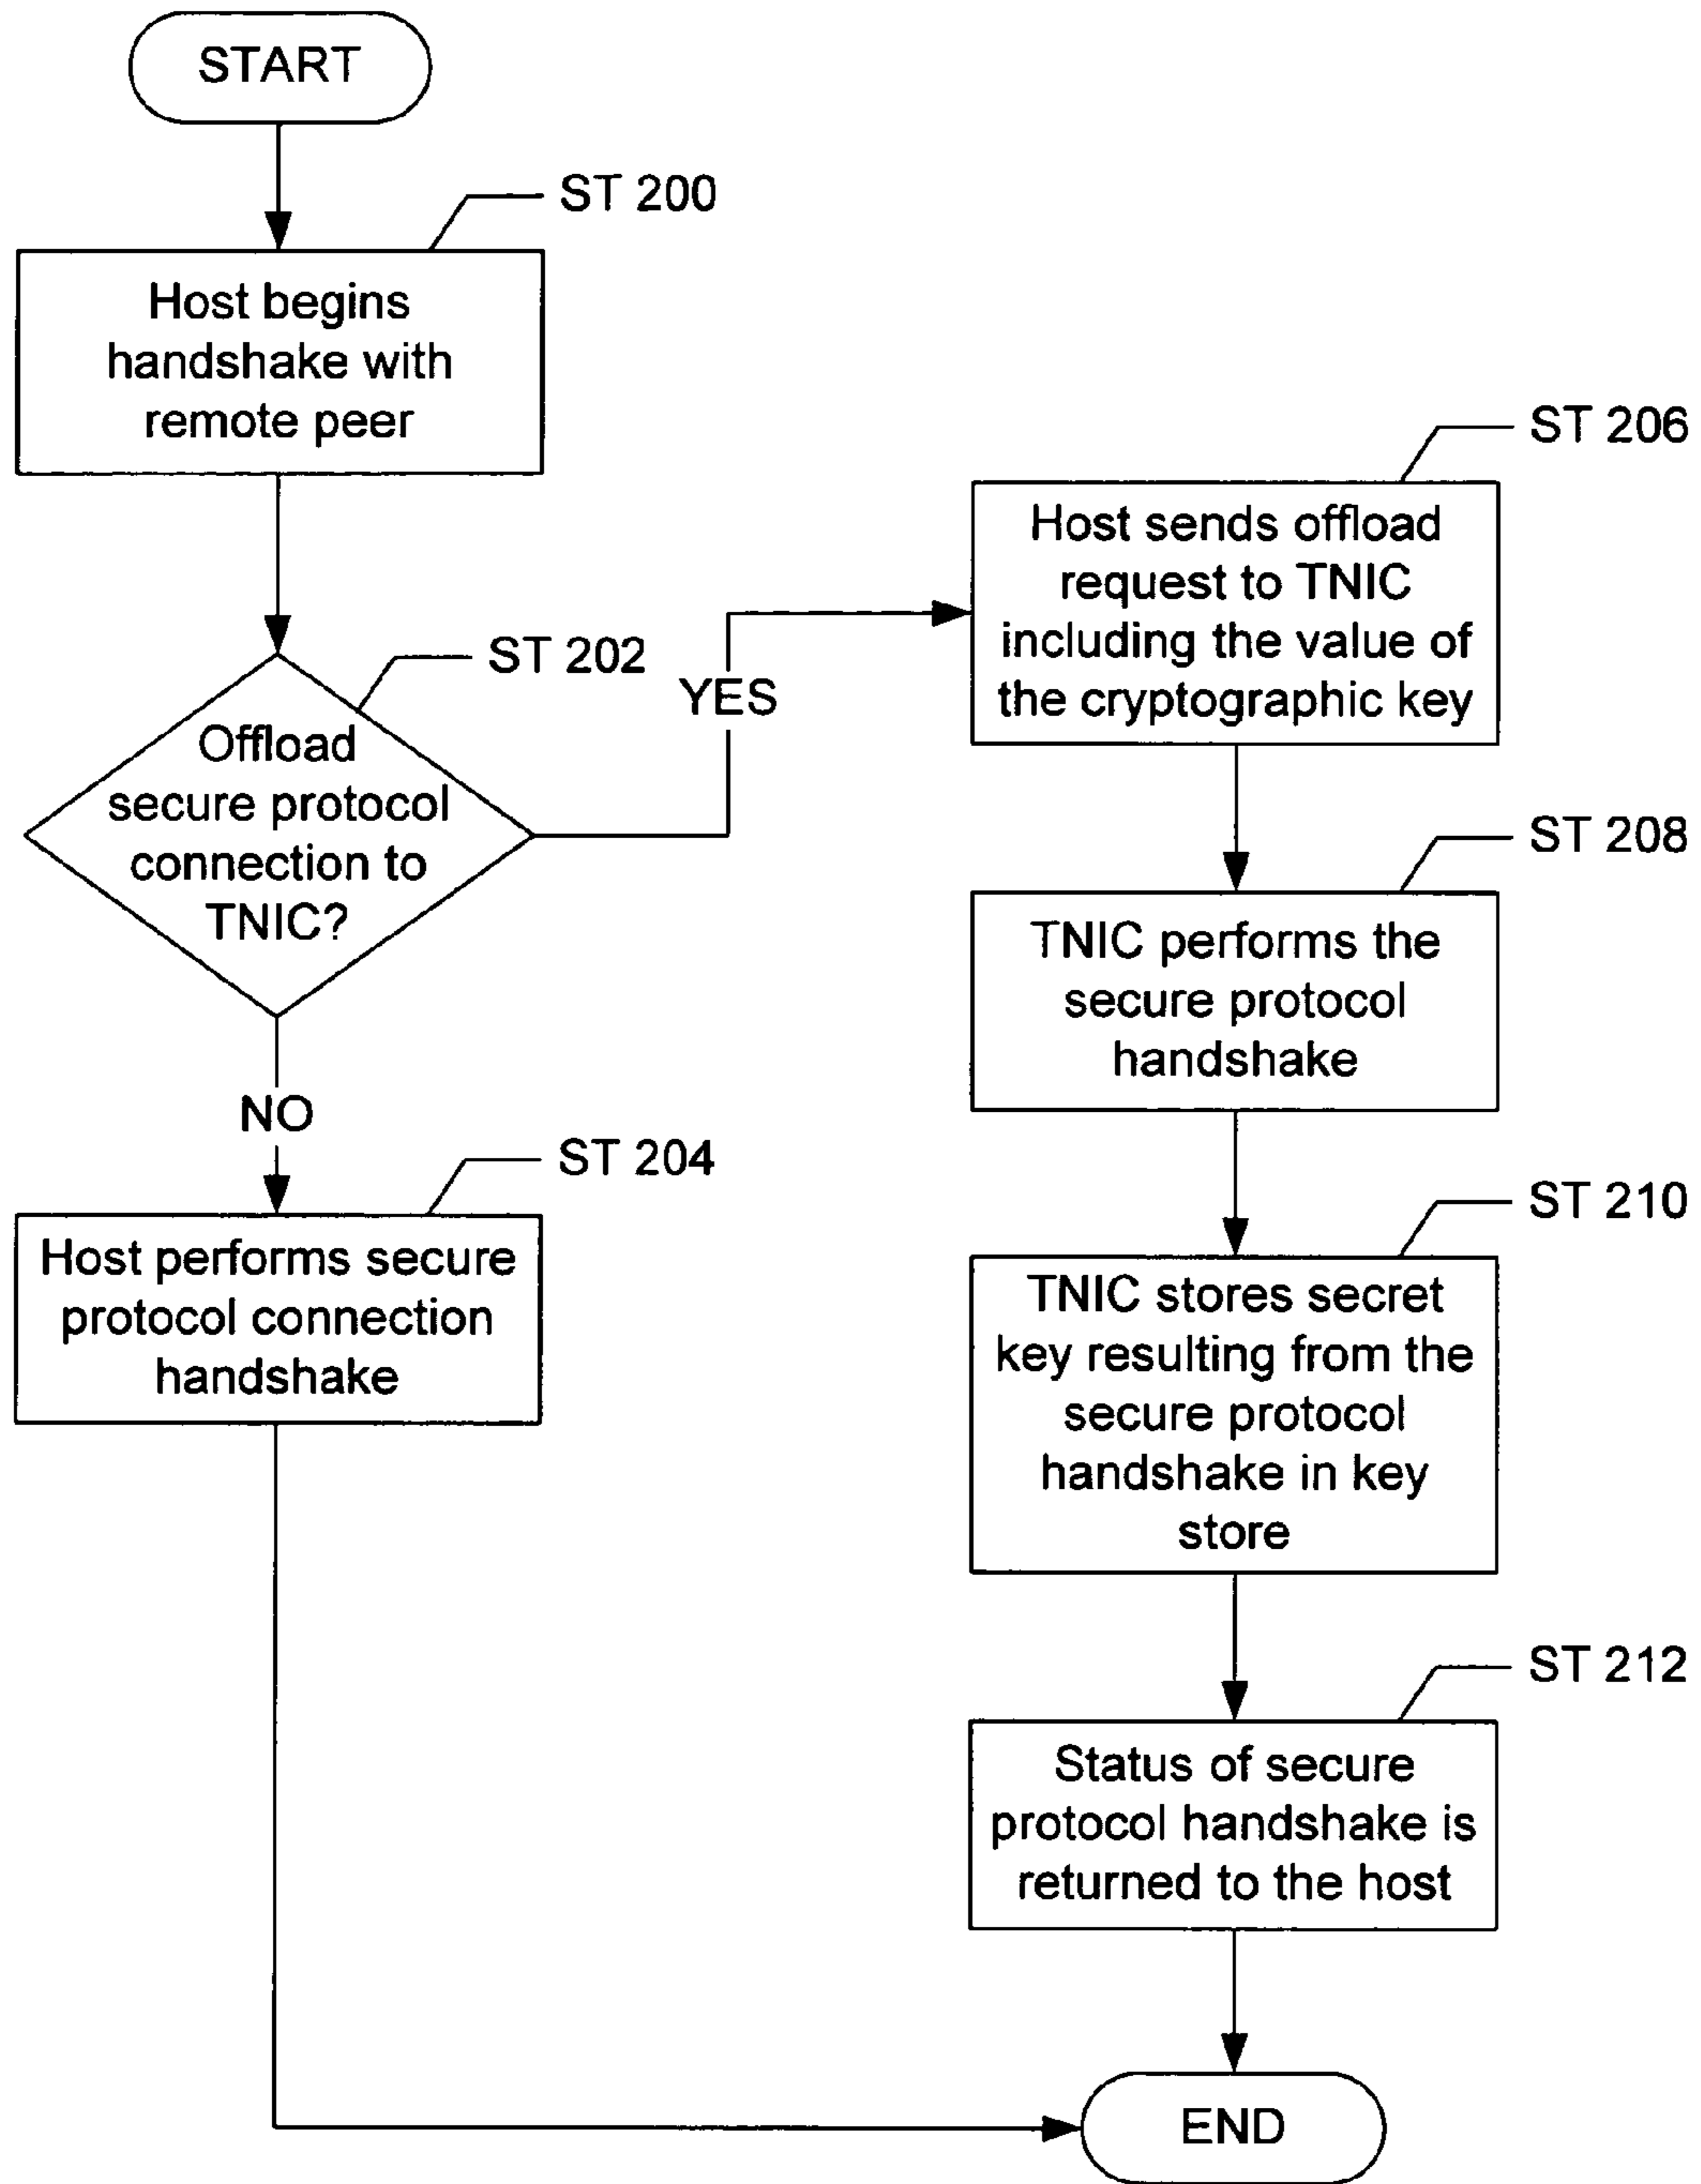 START
ST 200
Host begins
handshake with
remote peer
ST 202
Offload
secure protocol
connection to
TNIC?
YES
NO
ST 204
Host performs secure
protocol connection
handshake
ST 206
Host sends offload
request to TNIC
including the value of
the cryptographic key
ST 208
TNIC performs the
secure protocol
handshake
ST 210
TNIC stores secret
key resulting from the
secure protocol
handshake in key
store
ST 212
Status of secure
protocol handshake is
returned to the host
END